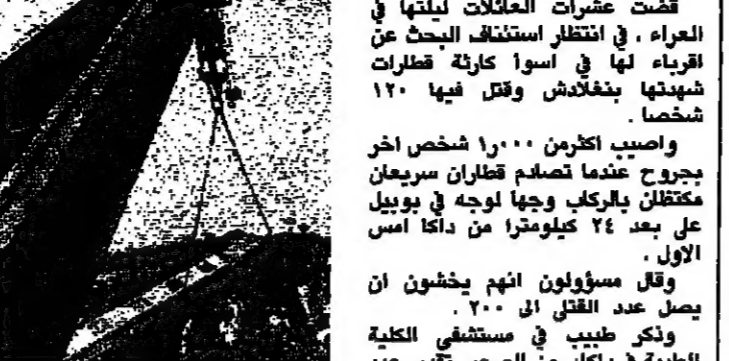 قضت عشرات العائلات ليلتها في
العراء ، في انتظار استئناف البحث عن
اقرباء لها في اسوأ كارثة قطارات
شهدتها بنغلادش وقتل فيها ١٢٠
شخصا .
واصيب اكثرمن ١٫٠٠٠ شخص اخر
بجروح عندما تصادم قطاران سريعان
مكتظان بالركاب وجها لوجه في بوبيل
على بعد ٢٤ كيلومترا من داكا امس
الاول .
وقال مسؤولون انهم يخشون ان
يصل عدد القتلى الى ٢٠٠ .
وذكر طبيب في مستشفى الكلية